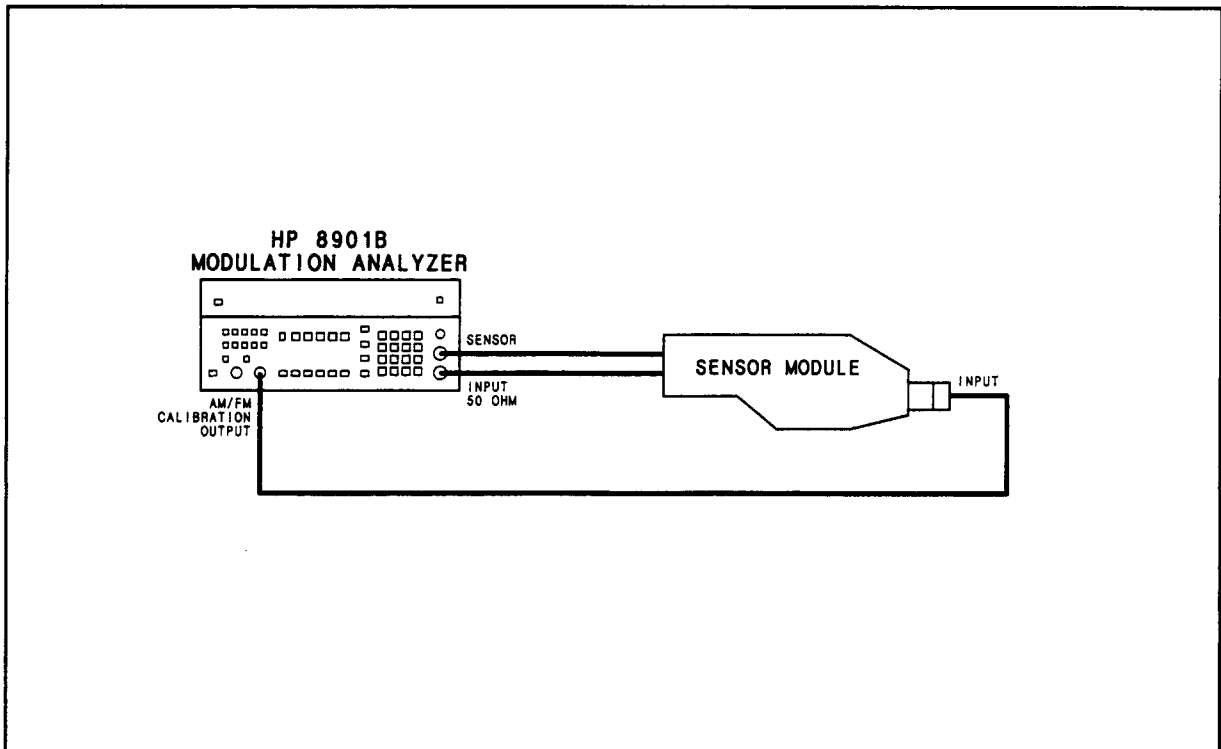 HP 8901B
MODULATION ANALYZER
SENSOR
INPUT
50 OHM
AM/FM
CALIBRATION
OUTPUT
SENSOR MODULE
INPUT